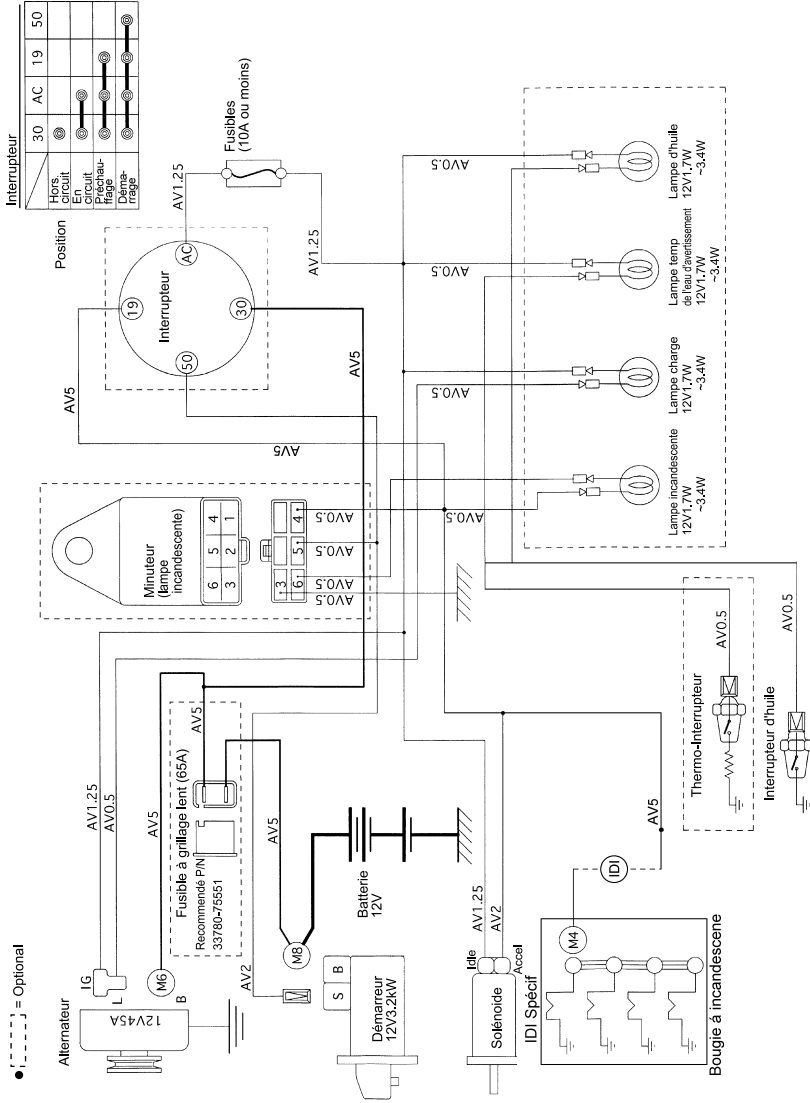 ● = Optional
Alternateur
12V45A
IG
L
B
M6
AV1.25
AV0.5
AV5
Fusible à grillage lent (65A)
Recommendé P/N
33780-75551
AV5
AV5
AV2
M8
S
B
Démarreur
12V3.2kW
Batterie
12V
Solénoide
Idle
Accel
AV1.25
AV2
IDI Spécif
M4
IDI
Bougie á incandescene
AV5
Minuteur
(lampe
incandescente)
6 5 4
3 2 1
3
6
5
4
AV0.5
AV0.5
AV0.5
AV0.5
AV0.5
AV5
AV5
AV5
Interrupteur
19
AC
30
50
AV1.25
AV1.25
Fusibles
(10A ou moins)
Interrupteur
Position
30 AC 19 50
Hors
circuit
En
circuit
Préchau-
ffage
Déma-
rrage
AV0.5
AV0.5
AV0.5
Lampe incandescente
12V1.7W
~3.4W
Lampe charge
12V1.7W
~3.4W
Lampe temp
de l'eau d'avertissement
12V1.7W
~3.4W
Lampe d'huile
12V1.7W
~3.4W
Thermo-Interrupteur
AV0.5
Interrupteur d'huile
AV0.5